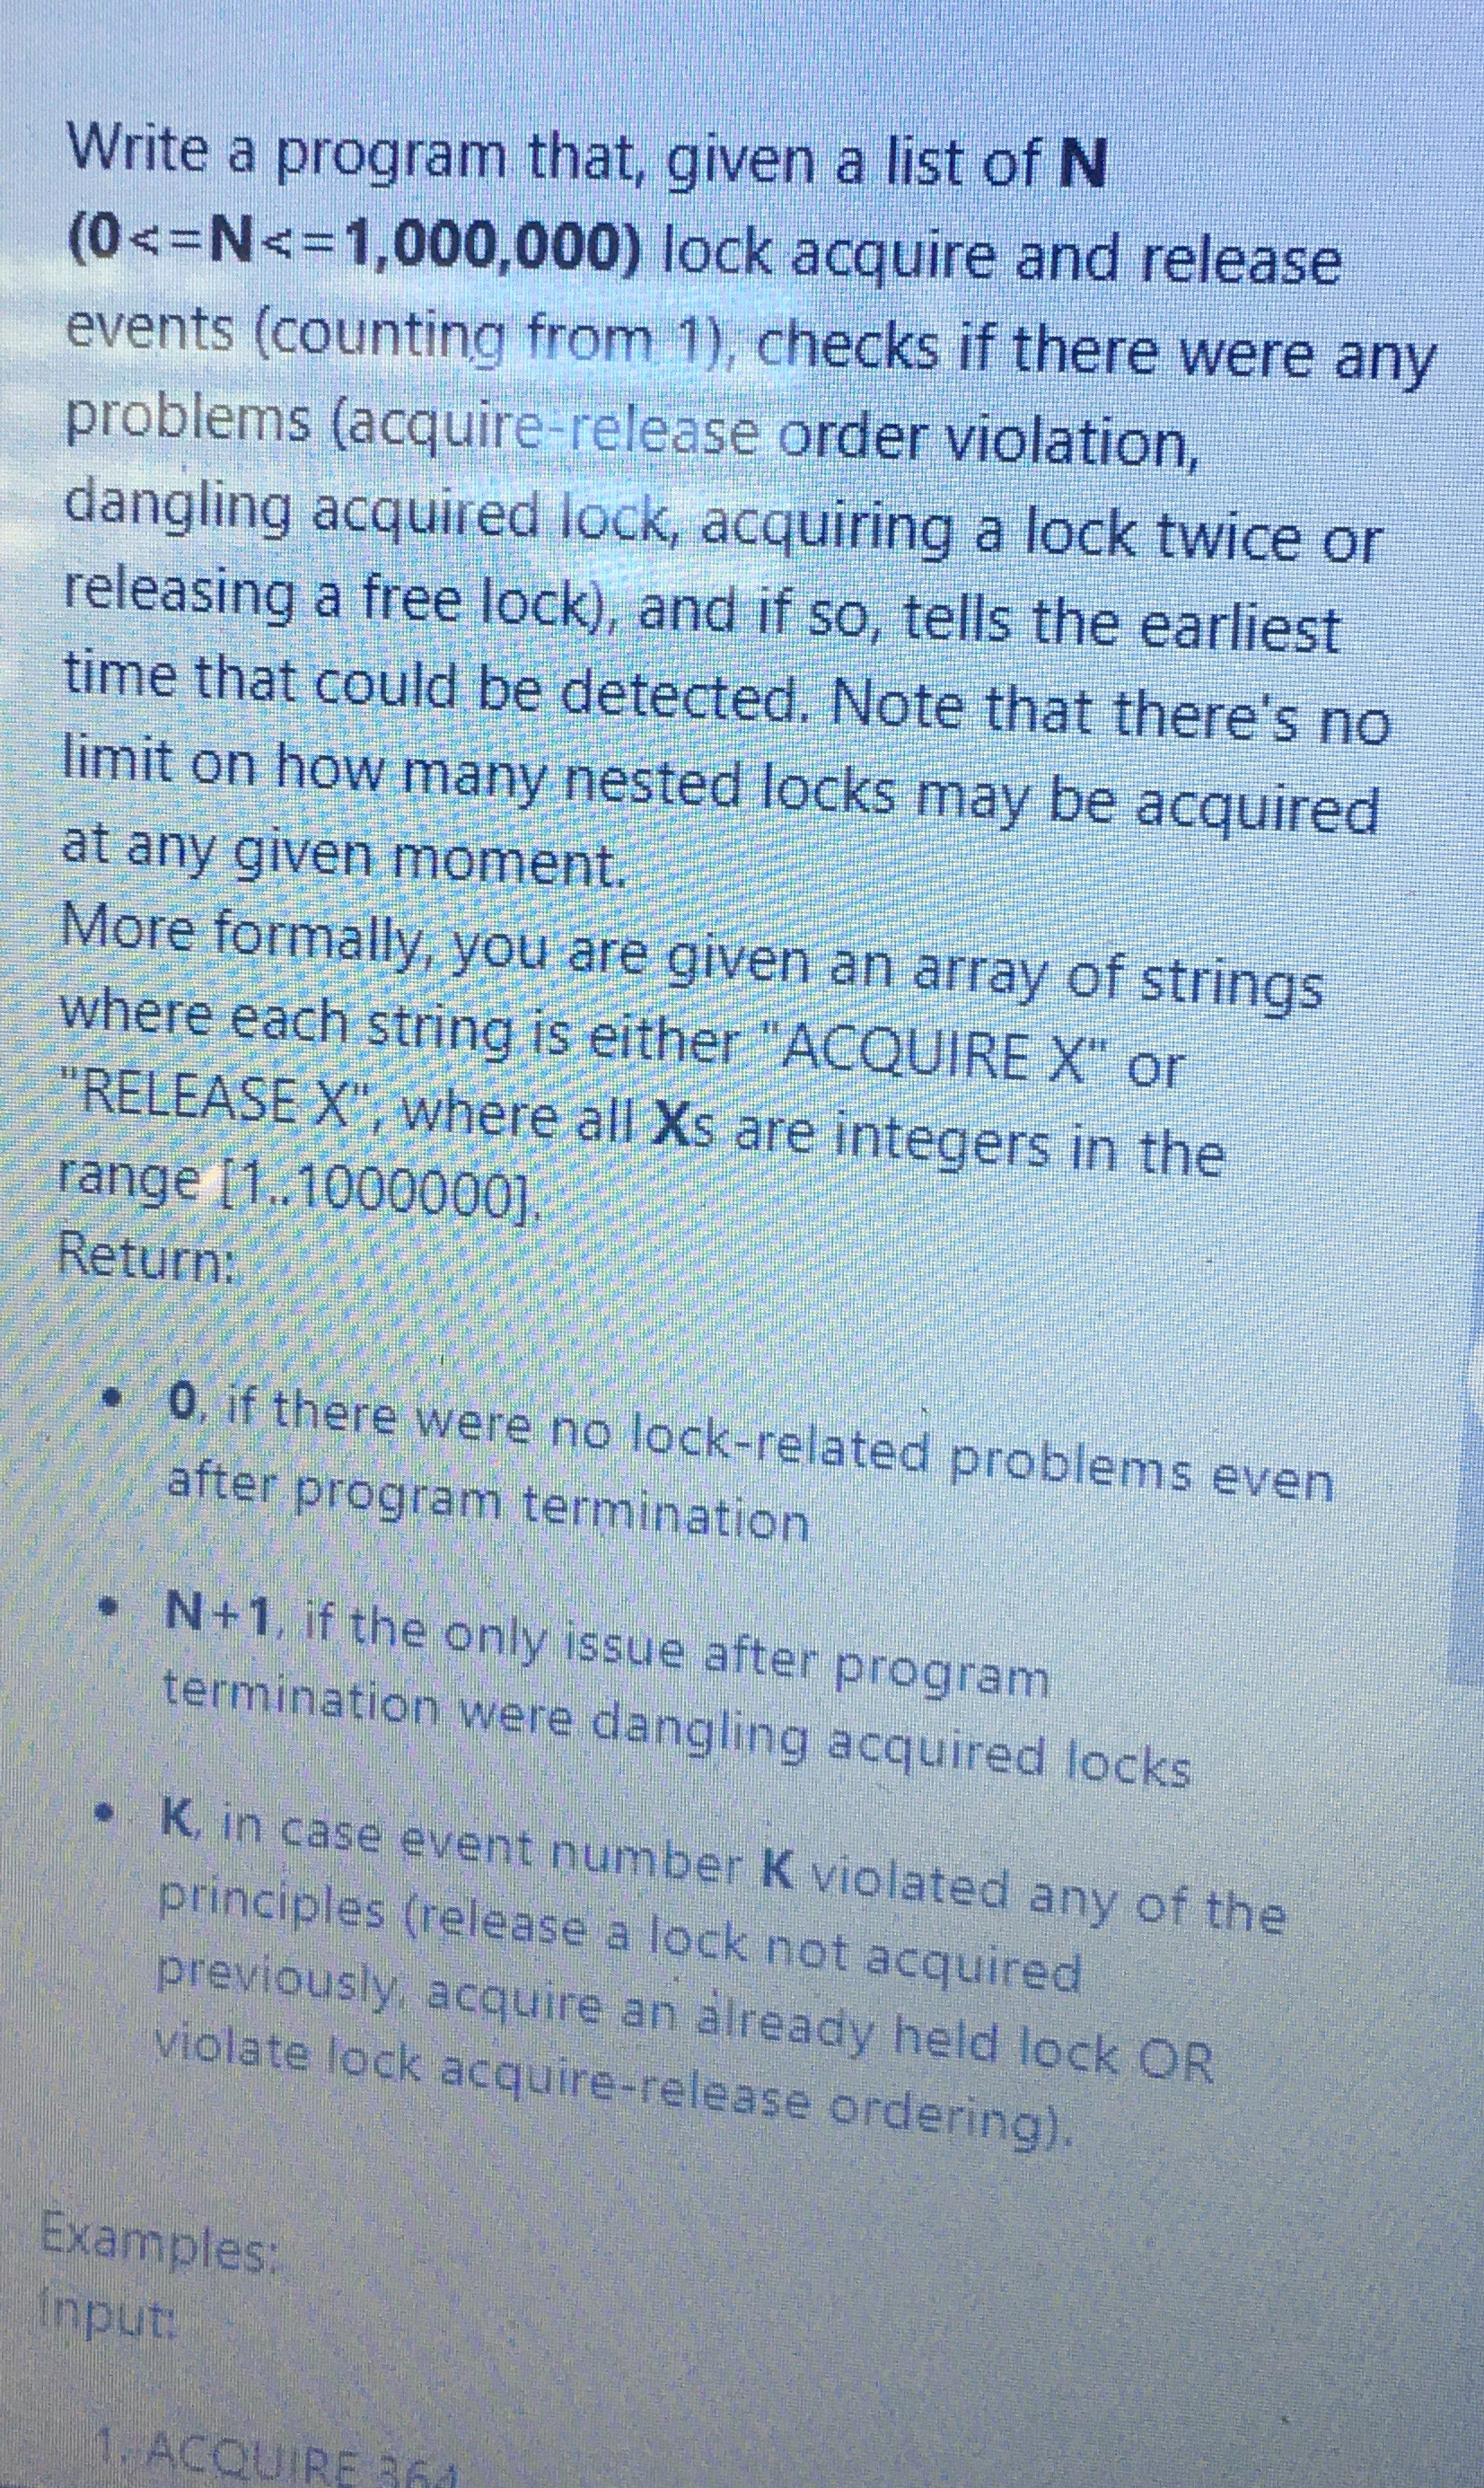 Write a program that, given a list of N
(0<=N<=1,000,000) lock acquire and release
events (counting from 1), checks if there were any
problems (acquire-release order violation,
dangling acquired lock, acquiring a lock twice or
releasing a free lock), and if so, tells the earliest
time that could be detected. Note that there's no
limit on how many nested locks may be acquired
at any given moment.
More formally, you are given an array of strings
where each string is either "ACQUIRE X" or
"RELEASE X", where all Xs are integers in the
range [1..1000000].
Return:
• 0, if there were no lock-related problems even
after program termination
• N+1, if the only issue after program
termination were dangling acquired locks
• K, in case event number K violated any of the
principles (release a lock not acquired
previously, acquire an already held lock OR
violate lock acquire-release ordering).
Examples:
Input:
1. ACQUIRE 364